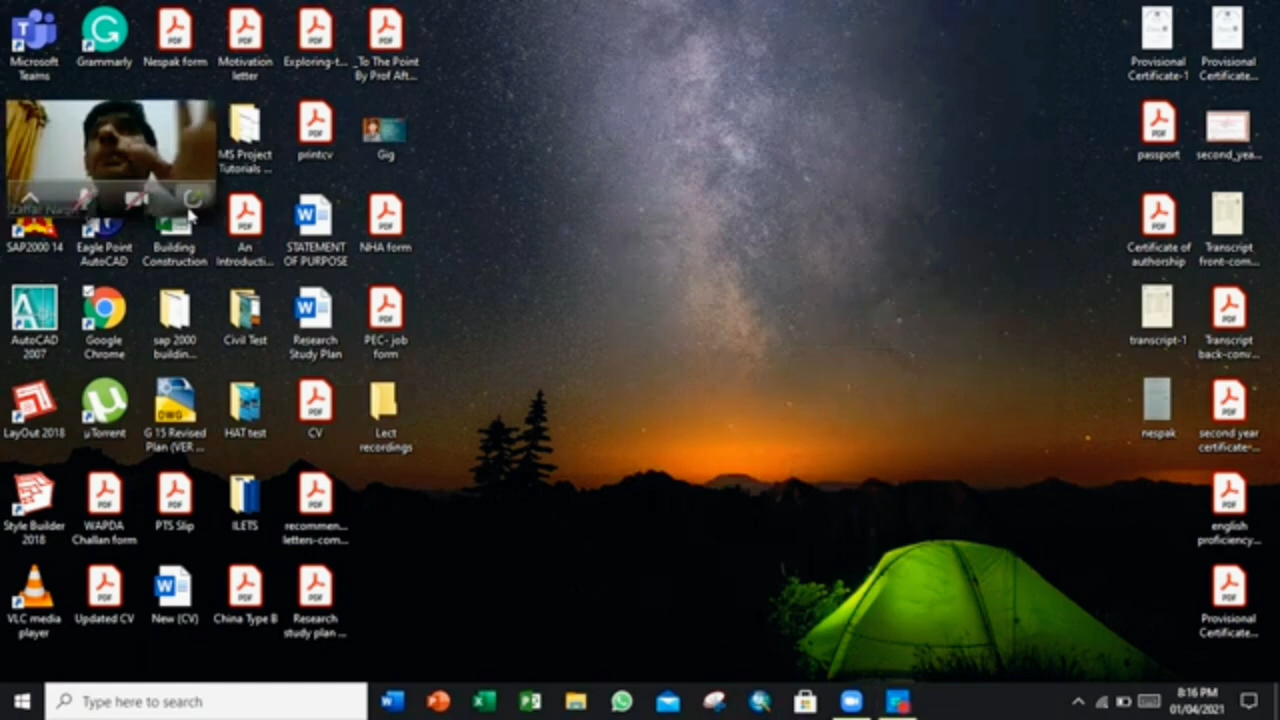 Microsoft
Teams
Grammarly
Nespak form
Motivation
letter
Exploring-t...
_To The Point
By Prof Aft...
MS Project
Tutorials ...
printcv
Gig
SAP2000 14
Eagle Point
AutoCAD
Building
Construction
An
Introducti...
STATEMENT
OF PURPOSE
NHA form
AutoCAD
2007
Google
Chrome
sap 2000
buildin...
Civil Test
Research
Study Plan
PEC- job
form
LayOut 2018
µTorrent
G 15 Revised
Plan (VER ...
HAT test
CV
Lect
recordings
Style Builder
2018
WAPDA
Challan form
PTS Slip
ILETS
recommen...
letters-com...
VLC media
player
Updated CV
New (CV)
China Type B
Research
study plan ...
Provisional
Certificate-1
Provisional
Certificate...
passport
second_yea...
Certificate of
authorship
Transcript
front-com...
transcript-1
Transcript
back-conv...
nespak
second year
certificate-...
english
proficiency...
Provisional
Certificate...
Type here to search
8:16 PM
01/04/2021